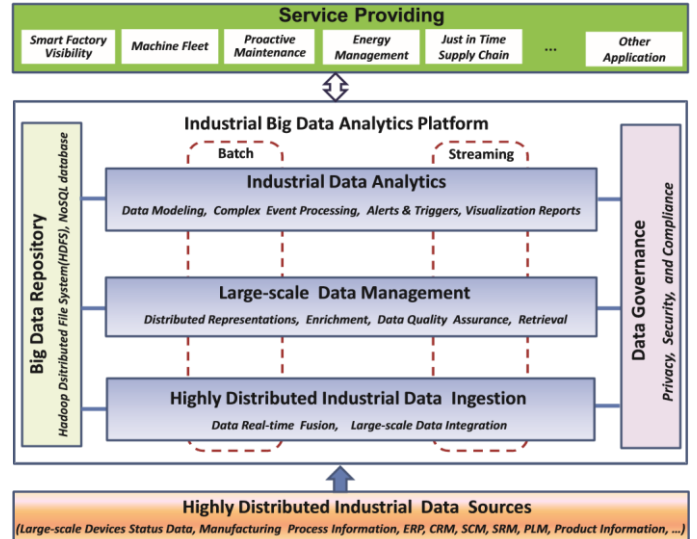 Service Providing
Smart Factory
Visibility
Machine Fleet
Proactive
Maintenance
Energy
Management
Just in Time
Supply Chain
...
Other
Application
Industrial Big Data Analytics Platform
Batch
Streaming
Big Data Repository
Hadoop Dsitributed File System(HDFS), NoSQL database
Industrial Data Analytics
Data Modeling, Complex Event Processing, Alerts & Triggers, Visualization Reports
Large-scale Data Management
Distributed Representations, Enrichment, Data Quality Assurance, Retrieval
Highly Distributed Industrial Data Ingestion
Data Real-time Fusion, Large-scale Data Integration
Data Governance
Privacy, Security, and Compliance
Highly Distributed Industrial Data Sources
(Large-scale Devices Status Data, Manufacturing Process Information, ERP, CRM, SCM, SRM, PLM, Product Information, ...)